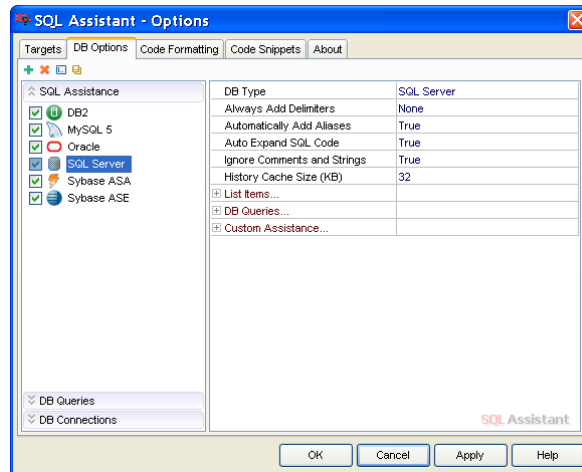 SQL Assistant - Options
Targets DB Options Code Formatting Code Snippets About
SQL Assistance
DB2
MySQL 5
Oracle
SQL Server
Sybase ASA
Sybase ASE
DB Queries
DB Connections
DB Type SQL Server
Always Add Delimiters None
Automatically Add Aliases True
Auto Expand SQL Code True
Ignore Comments and Strings True
History Cache Size (KB) 32
List Items...
DB Queries...
Custom Assistance...
SQL Assistant
OK Cancel Apply Help